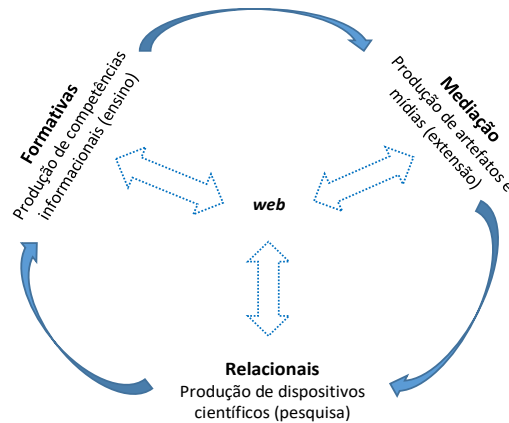 Formativas
Produção de competências
informacionais (ensino)
Mediação
Produção de artefatos e
mídias (extensão)
web
Relacionais
Produção de dispositivos
científicos (pesquisa)